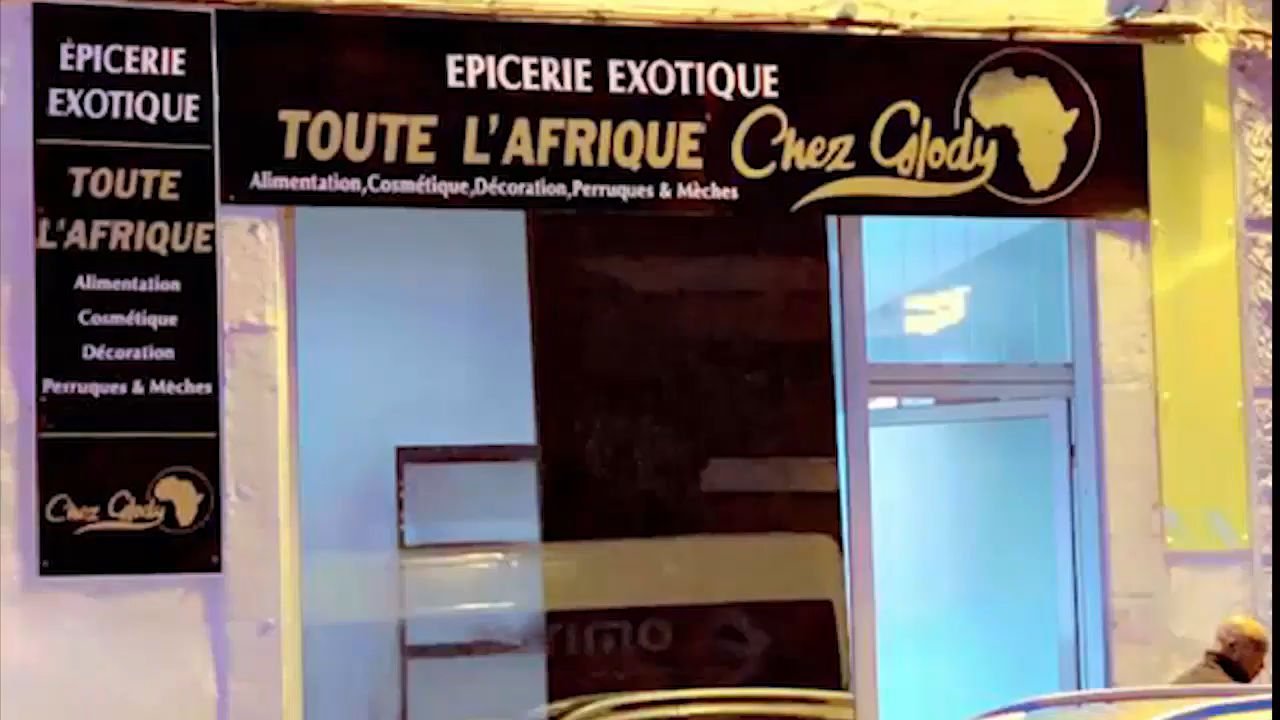 ÉPICERIE
EXOTIQUE
TOUTE
L'AFRIQUE
Alimentation
Cosmétique
Décoration
Perruques & Mèches
Chez Glody
EPICERIE EXOTIQUE
TOUTE L'AFRIQUE Chez Glody
Alimentation,Cosmétique,Décoration,Perruques & Mèches